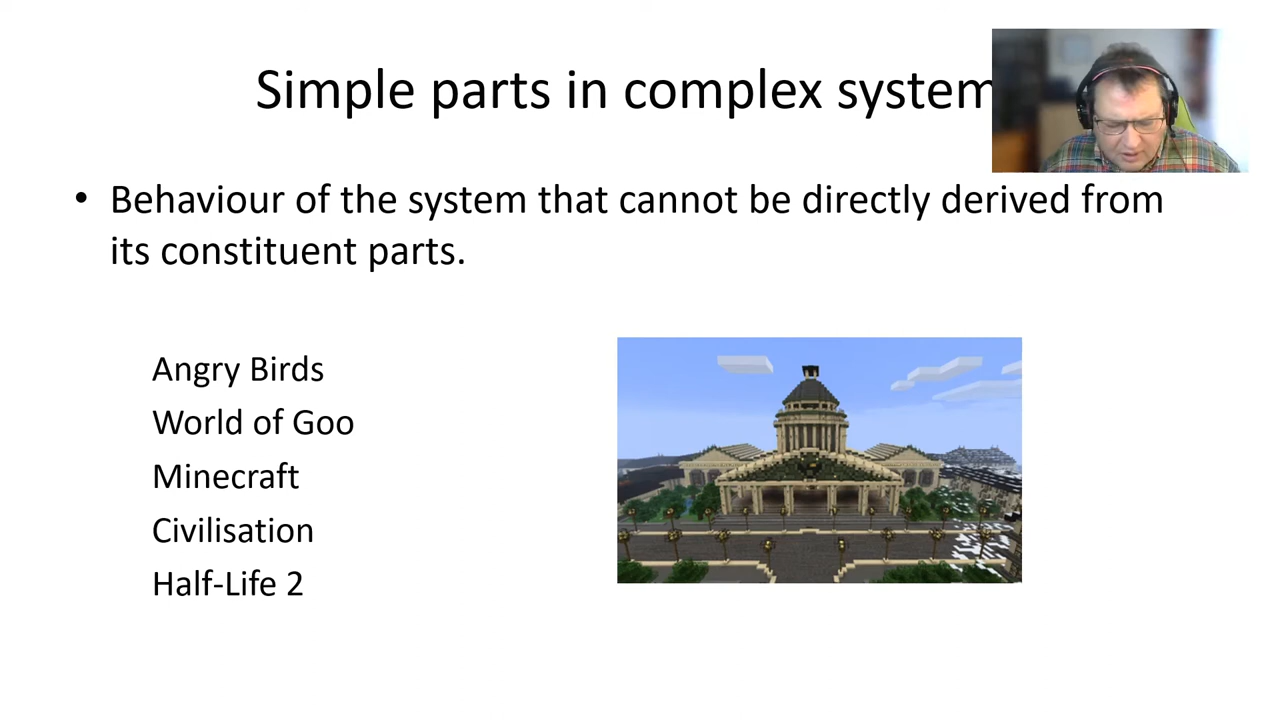 Simple parts in complex system
• Behaviour of the system that cannot be directly derived from
its constituent parts.
Angry Birds
World of Goo
Minecraft
Civilisation
Half-Life 2